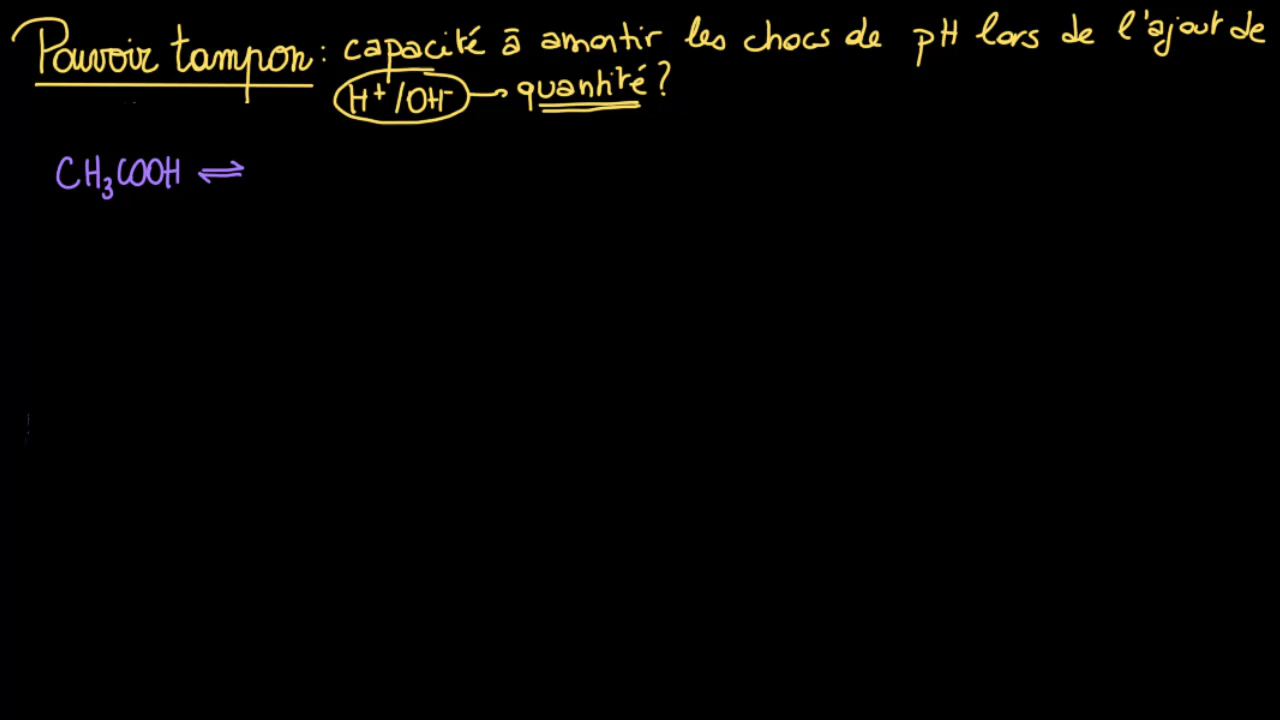 Pouvoir tampon : capacité à amortir les chocs de pH lors de l'ajout de
H⁺/OH⁻ → quantité ?
CH₃COOH ⇌